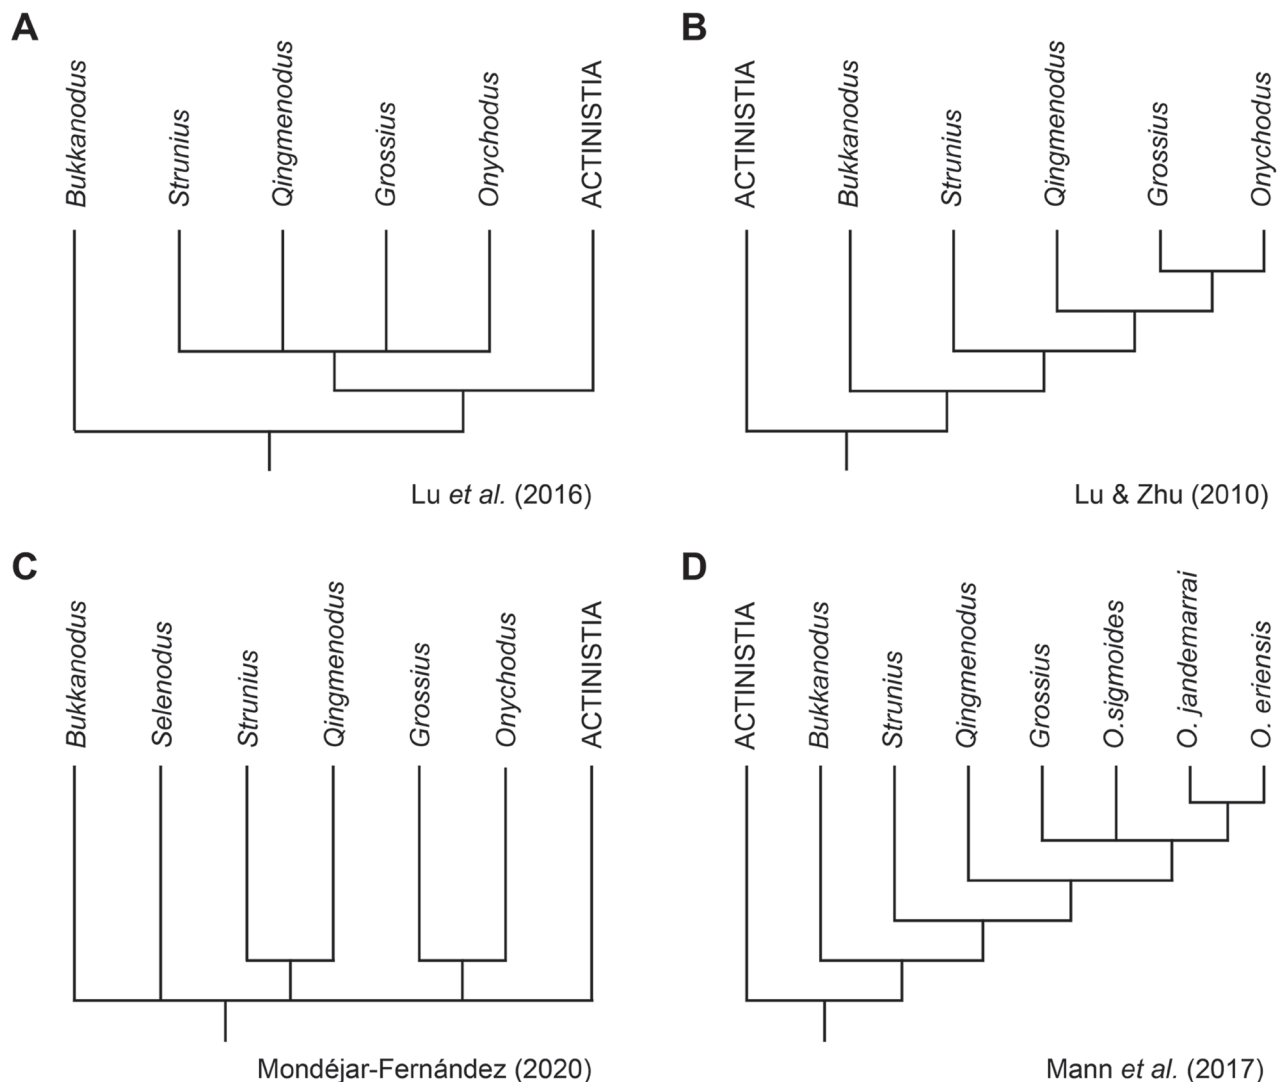 A
Bukkanodus
Strunius
Qingmenodus
Grossius
Onychodus
ACTINISTIA
Lu et al. (2016)
B
ACTINISTIA
Bukkanodus
Strunius
Qingmenodus
Grossius
Onychodus
Lu & Zhu (2010)
C
Bukkanodus
Selenodus
Strunius
Qingmenodus
Grossius
Onychodus
ACTINISTIA
Mondéjar-Fernández (2020)
D
ACTINISTIA
Bukkanodus
Strunius
Qingmenodus
Grossius
O.sigmoides
O. jandemarrai
O. eriensis
Mann et al. (2017)